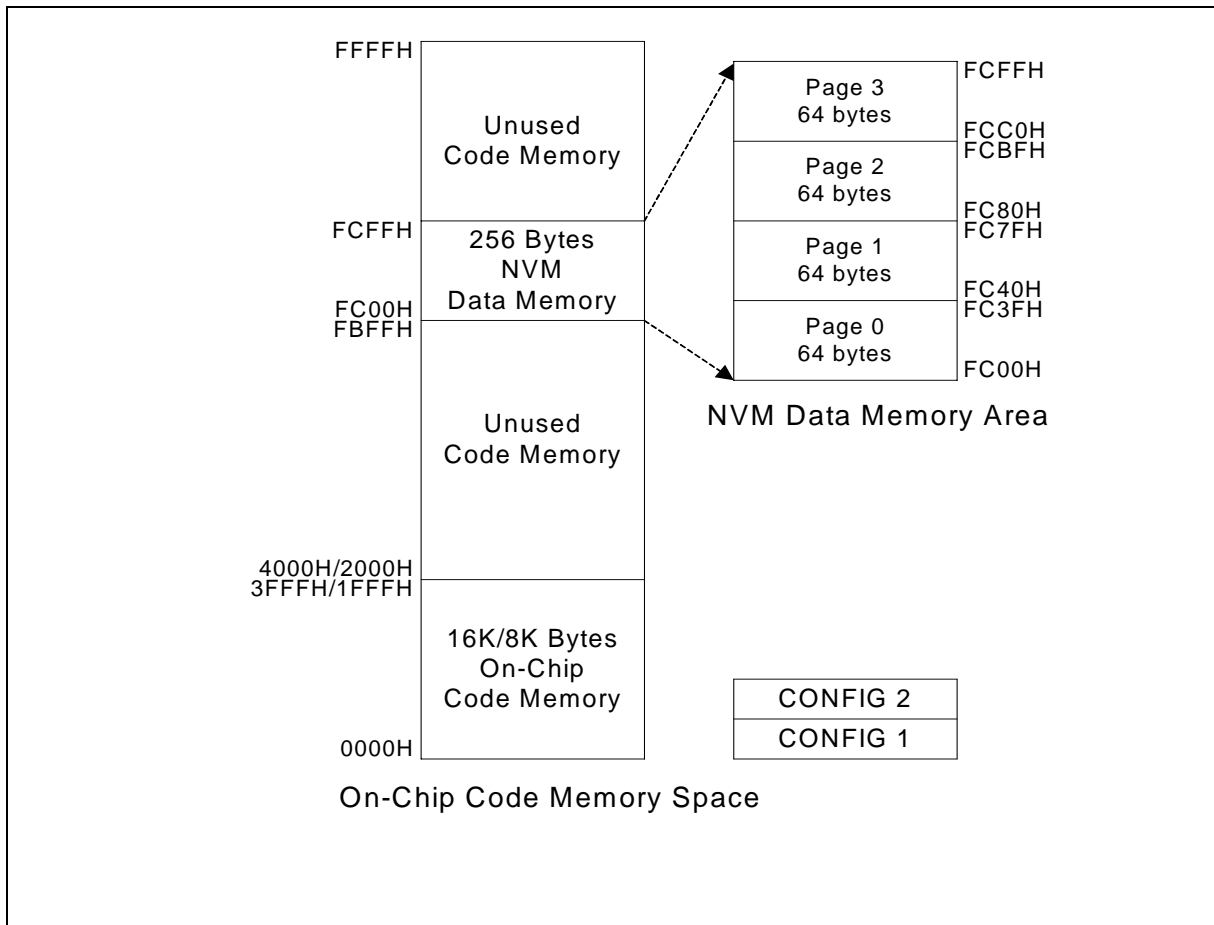 FFFFH
Unused
Code Memory
FCFFH
256 Bytes
NVM
Data Memory
FC00H
FBFFH
Unused
Code Memory
4000H/2000H
3FFFH/1FFFH
16K/8K Bytes
On-Chip
Code Memory
0000H
On-Chip Code Memory Space
FCFFH
Page 3
64 bytes
FCC0H
FCBFH
Page 2
64 bytes
FC80H
FC7FH
Page 1
64 bytes
FC40H
FC3FH
Page 0
64 bytes
FC00H
NVM Data Memory Area
CONFIG 2
CONFIG 1